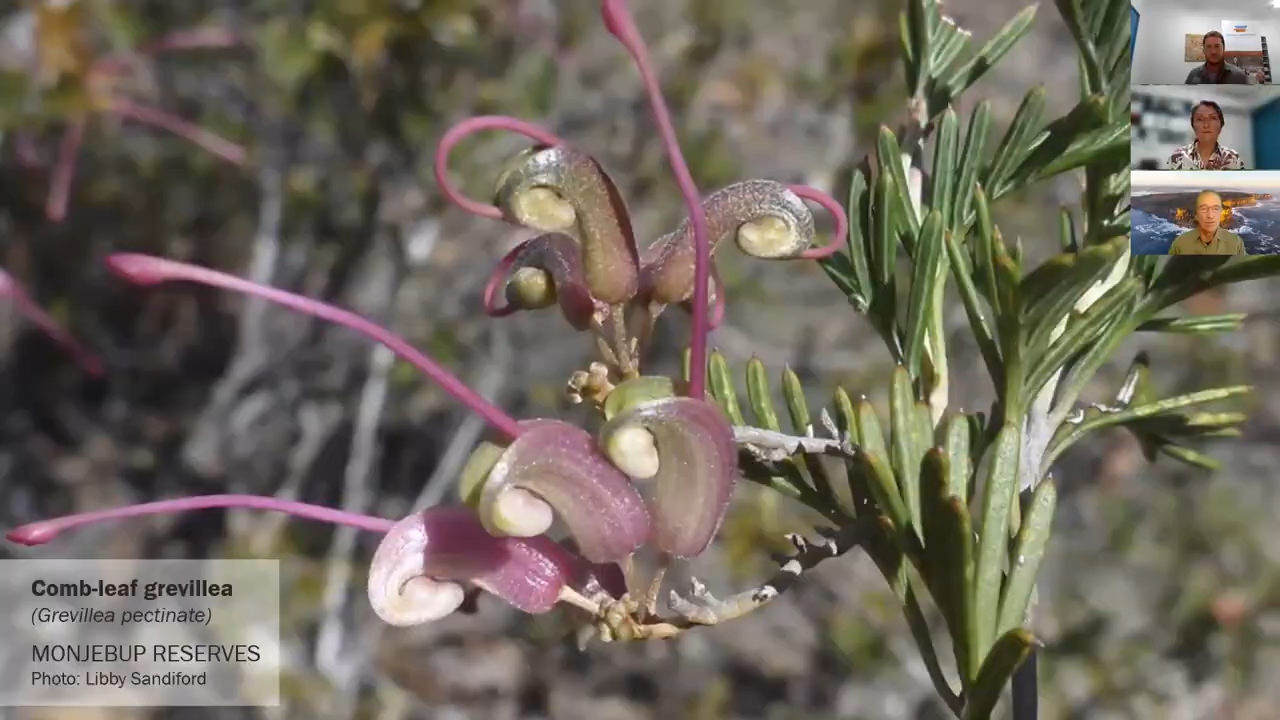 Comb-leaf grevillea
(Grevillea pectinate)
MONJEBUP RESERVES
Photo: Libby Sandiford